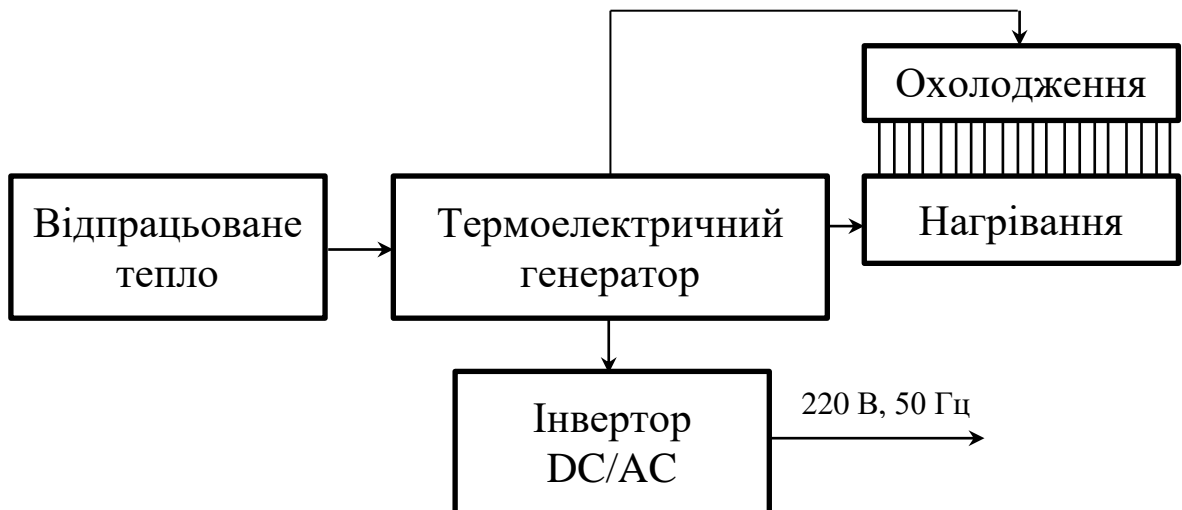 Охолодження
Відпрацьоване
тепло
Термоелектричний
генератор
Нагрівання
Інвертор
DC/AC
220 В, 50 Гц